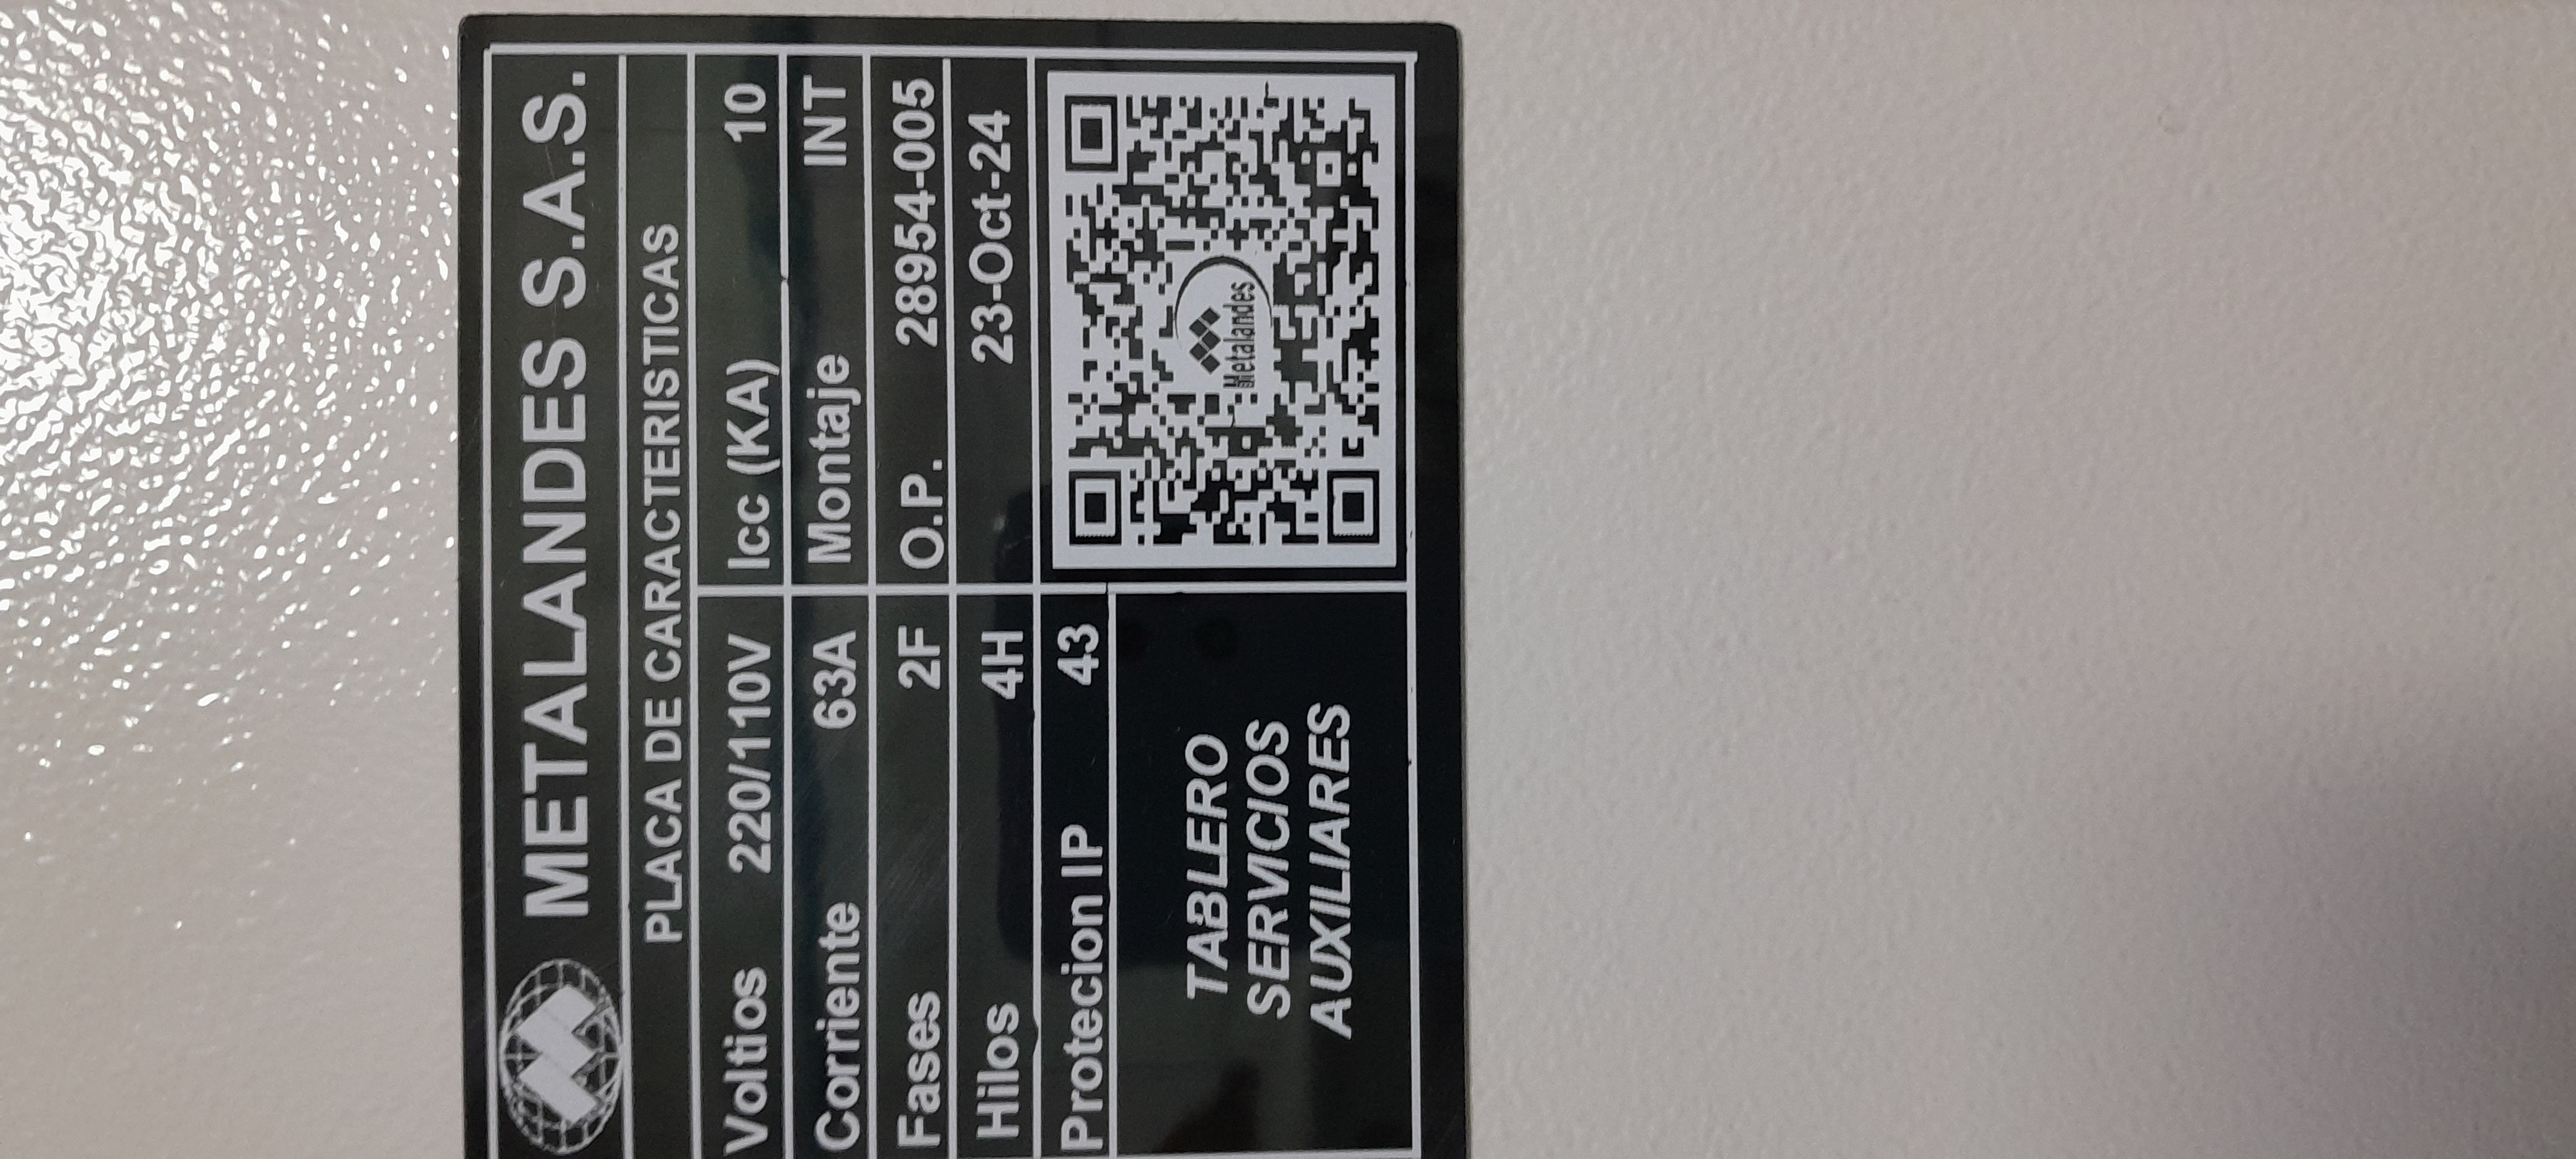 METALANDES S.A.S.
PLACA DE CARACTERISTICAS
Voltios 220/110V Icc (KA) 10
Corriente 63A Montaje INT
Fases 2F O.P. 28954-005
Hilos 4H 23-Oct-24
Protecion IP 43
TABLERO
SERVICIOS
AUXILIARES
Metalandes